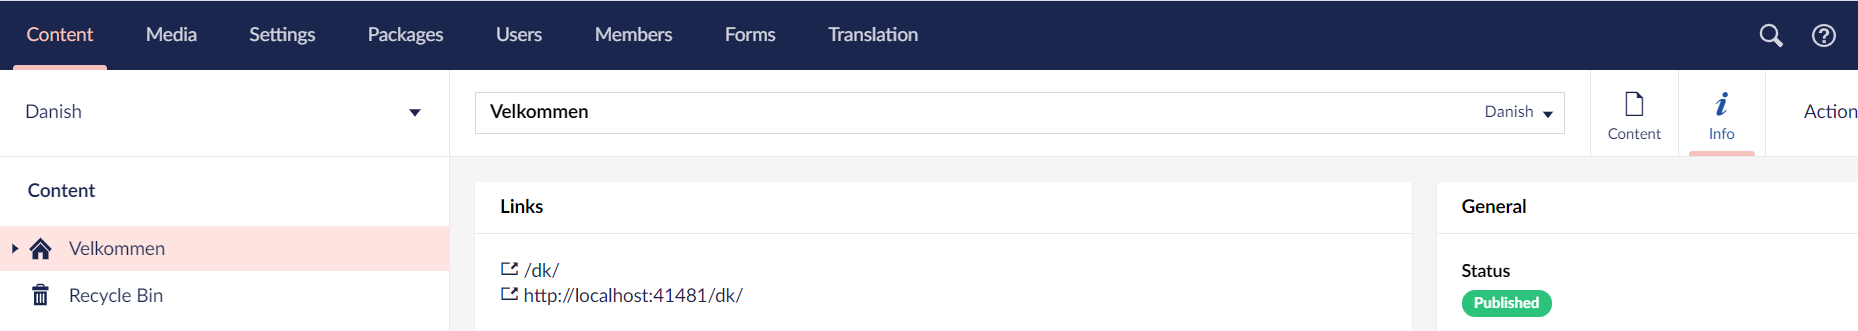 Content Media Settings Packages Users Members Forms Translation
Danish
Velkommen Danish
Content
Info
Action
Content
Velkommen
Recycle Bin
Links
/dk/
http://localhost:41481/dk/
General
Status
Published